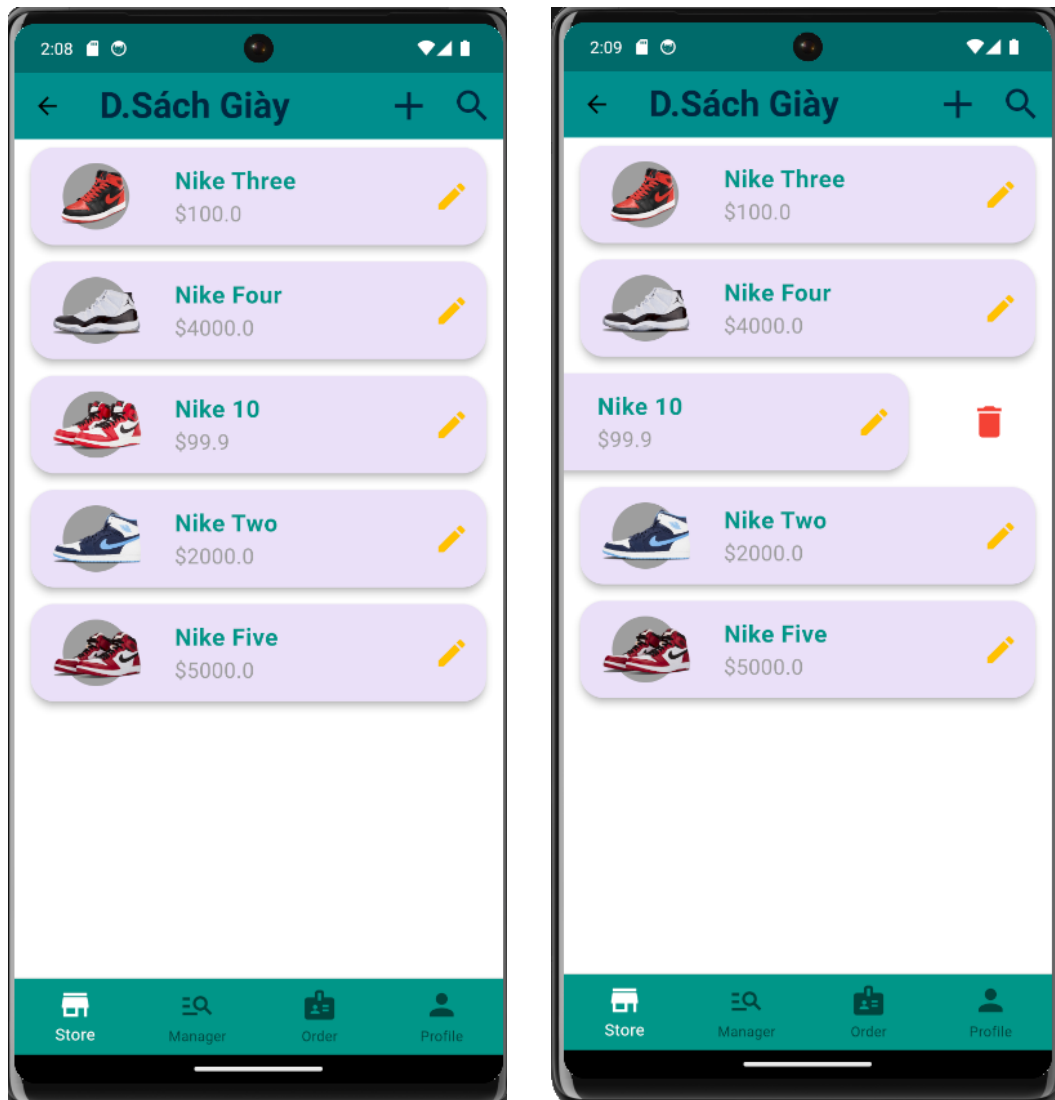 2:08
D.Sách Giày
Nike Three
$100.0
Nike Four
$4000.0
Nike 10
$99.9
Nike Two
$2000.0
Nike Five
$5000.0
Store
Manager
Order
Profile
2:09
D.Sách Giày
Nike Three
$100.0
Nike Four
$4000.0
Nike 10
$99.9
Nike Two
$2000.0
Nike Five
$5000.0
Store
Manager
Order
Profile